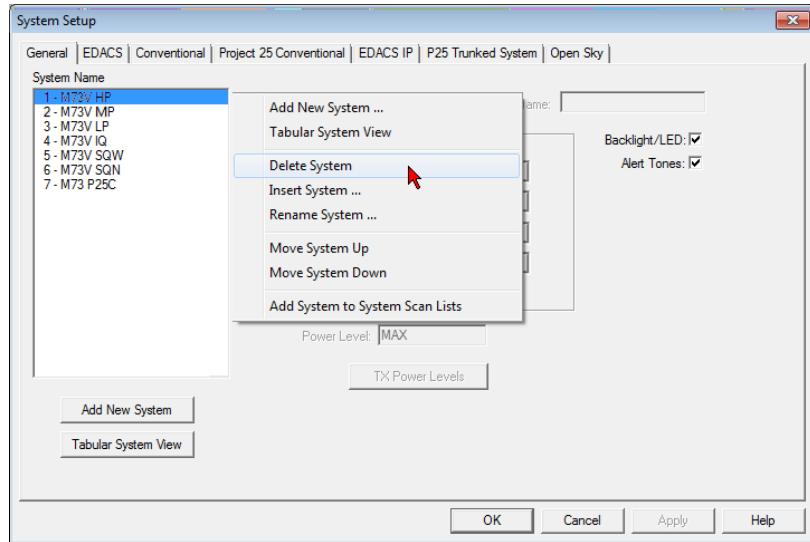 System Setup
General EDACS Conventional Project 25 Conventional EDACS IP P25 Trunked System Open Sky
System Name
1 - M73V HP
2 - M73V MP
3 - M73V LP
4 - M73V IQ
5 - M73V SQW
6 - M73V SQN
7 - M73 P25C
Add New System ...
Tabular System View
Delete System
Insert System ...
Rename System ...
Move System Up
Move System Down
Add System to System Scan Lists
ame:
Backlight/LED:
Alert Tones:
Power Level: MAX
TX Power Levels
Add New System
Tabular System View
OK Cancel Apply Help